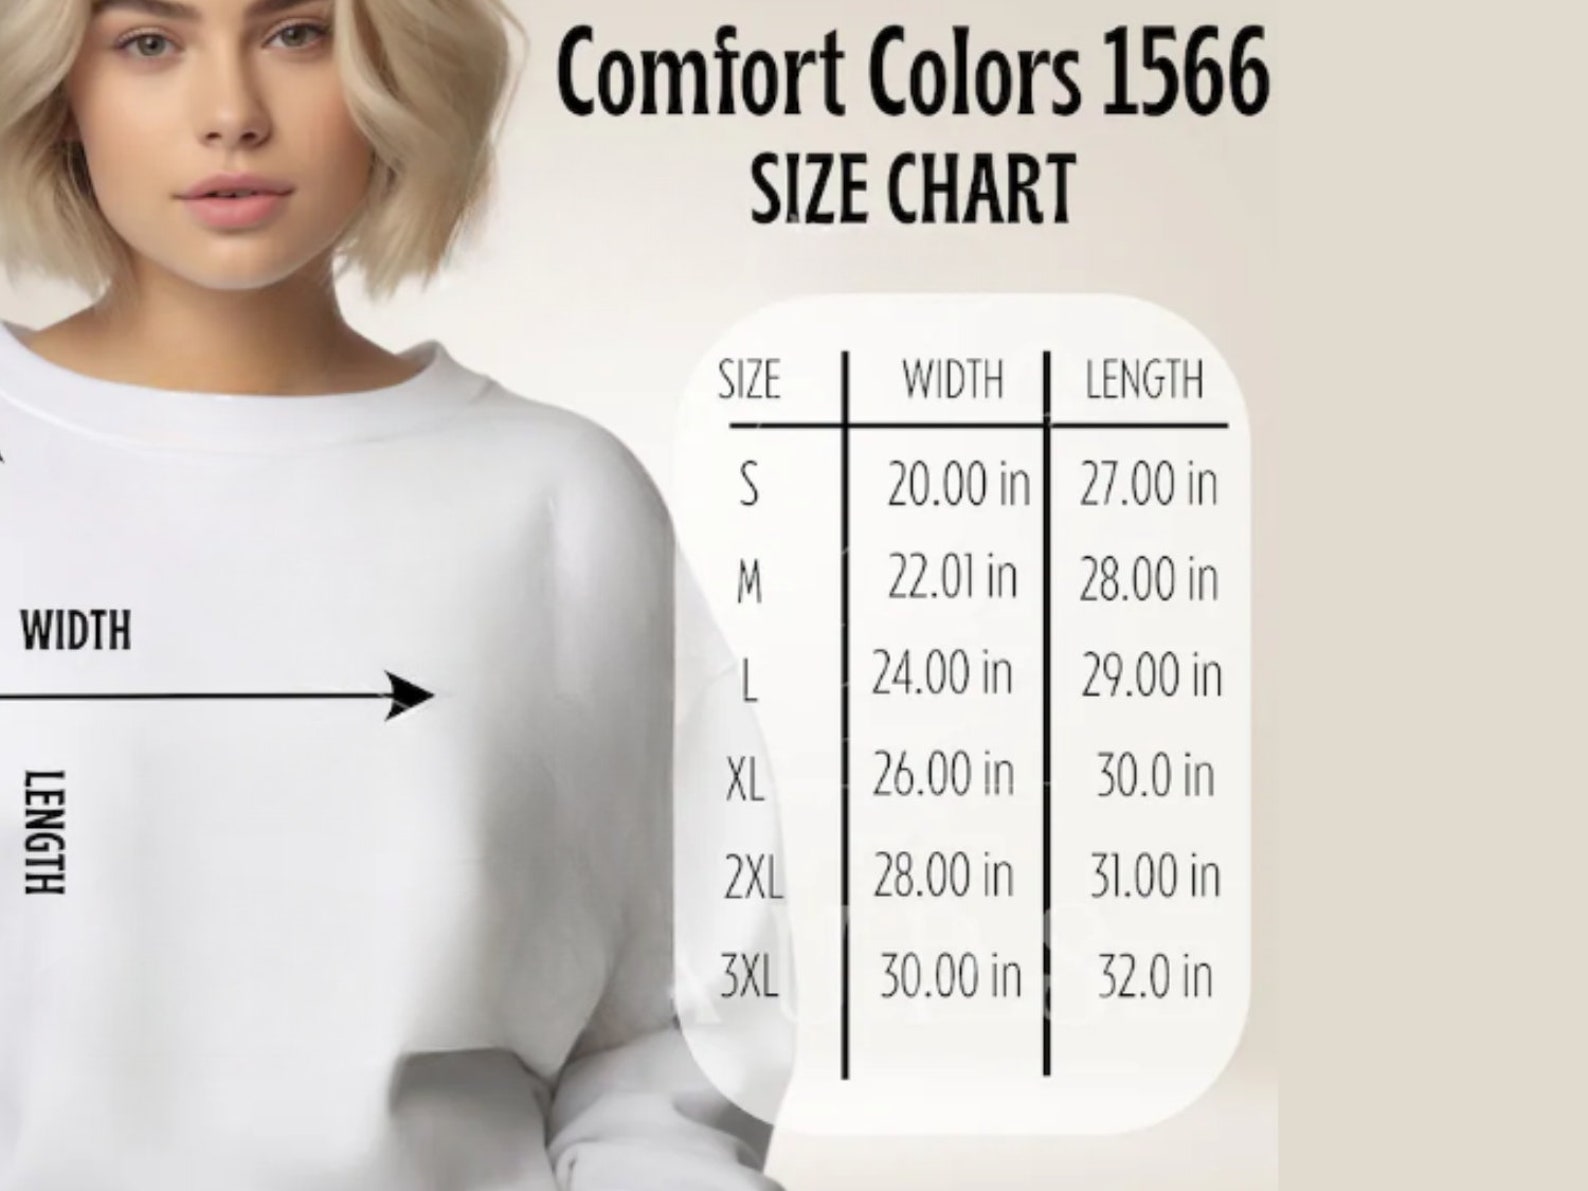 Comfort Colors 1566
SIZE CHART
SIZE WIDTH LENGTH
S 20.00 in 27.00 in
M 22.01 in 28.00 in
L 24.00 in 29.00 in
XL 26.00 in 30.0 in
2XL 28.00 in 31.00 in
3XL 30.00 in 32.0 in
WIDTH
LENGTH